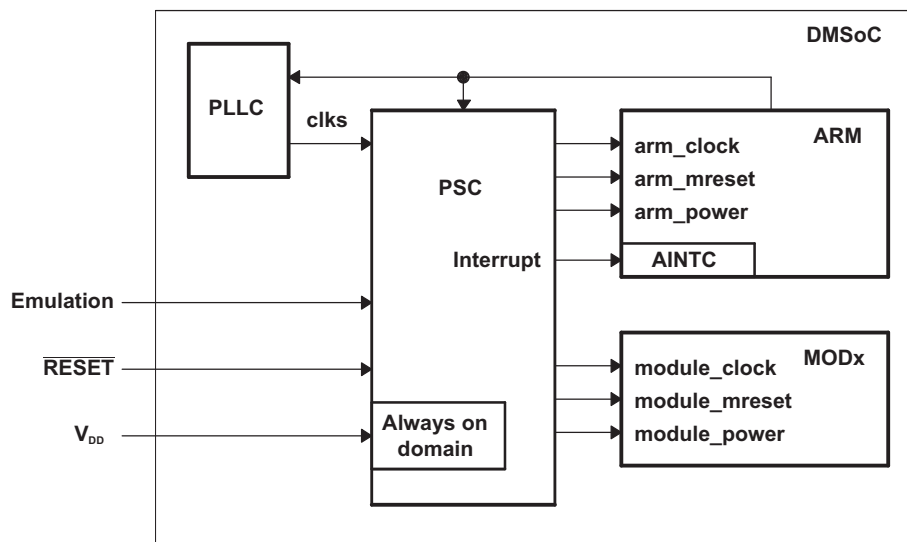 DMSoC
PLLC
clks
ARM
arm_clock
arm_mreset
arm_power
PSC
Interrupt
AINTC
Emulation
RESET
MODx
module_clock
module_mreset
module_power
Always on
domain
VDD